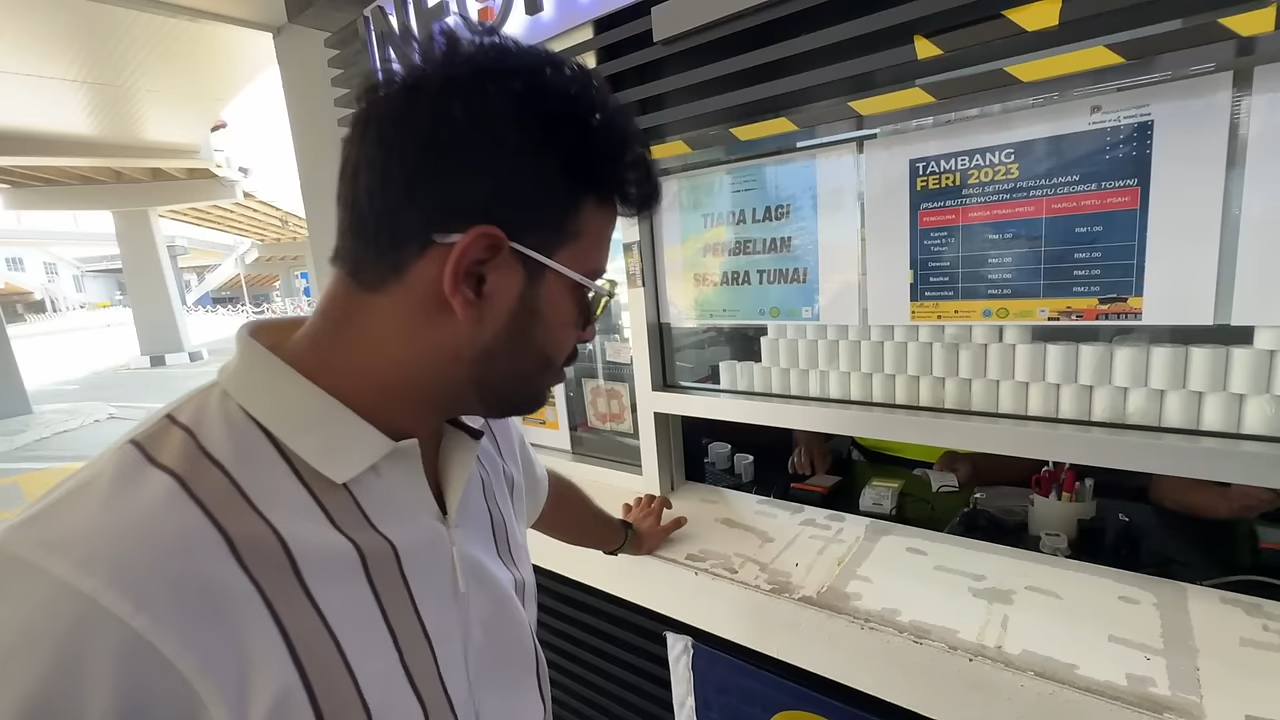 TIADA LAGI
PEMBELIAN
SECARA TUNAI
TAMBANG
FERI 2023
BAGI SETIAP PERJALANAN
(PSAH BUTTERWORTH <=> PRTU GEORGE TOWN)
PENGGUNA HARGA (PSAH-PRTU) HARGA (PRTU - PSAH)
Kanak
Kanak 5-12
Tahun RM1.00 RM1.00
Dewasa RM2.00 RM2.00
Basikal RM2.00 RM2.00
Motorsikal RM2.50 RM2.50